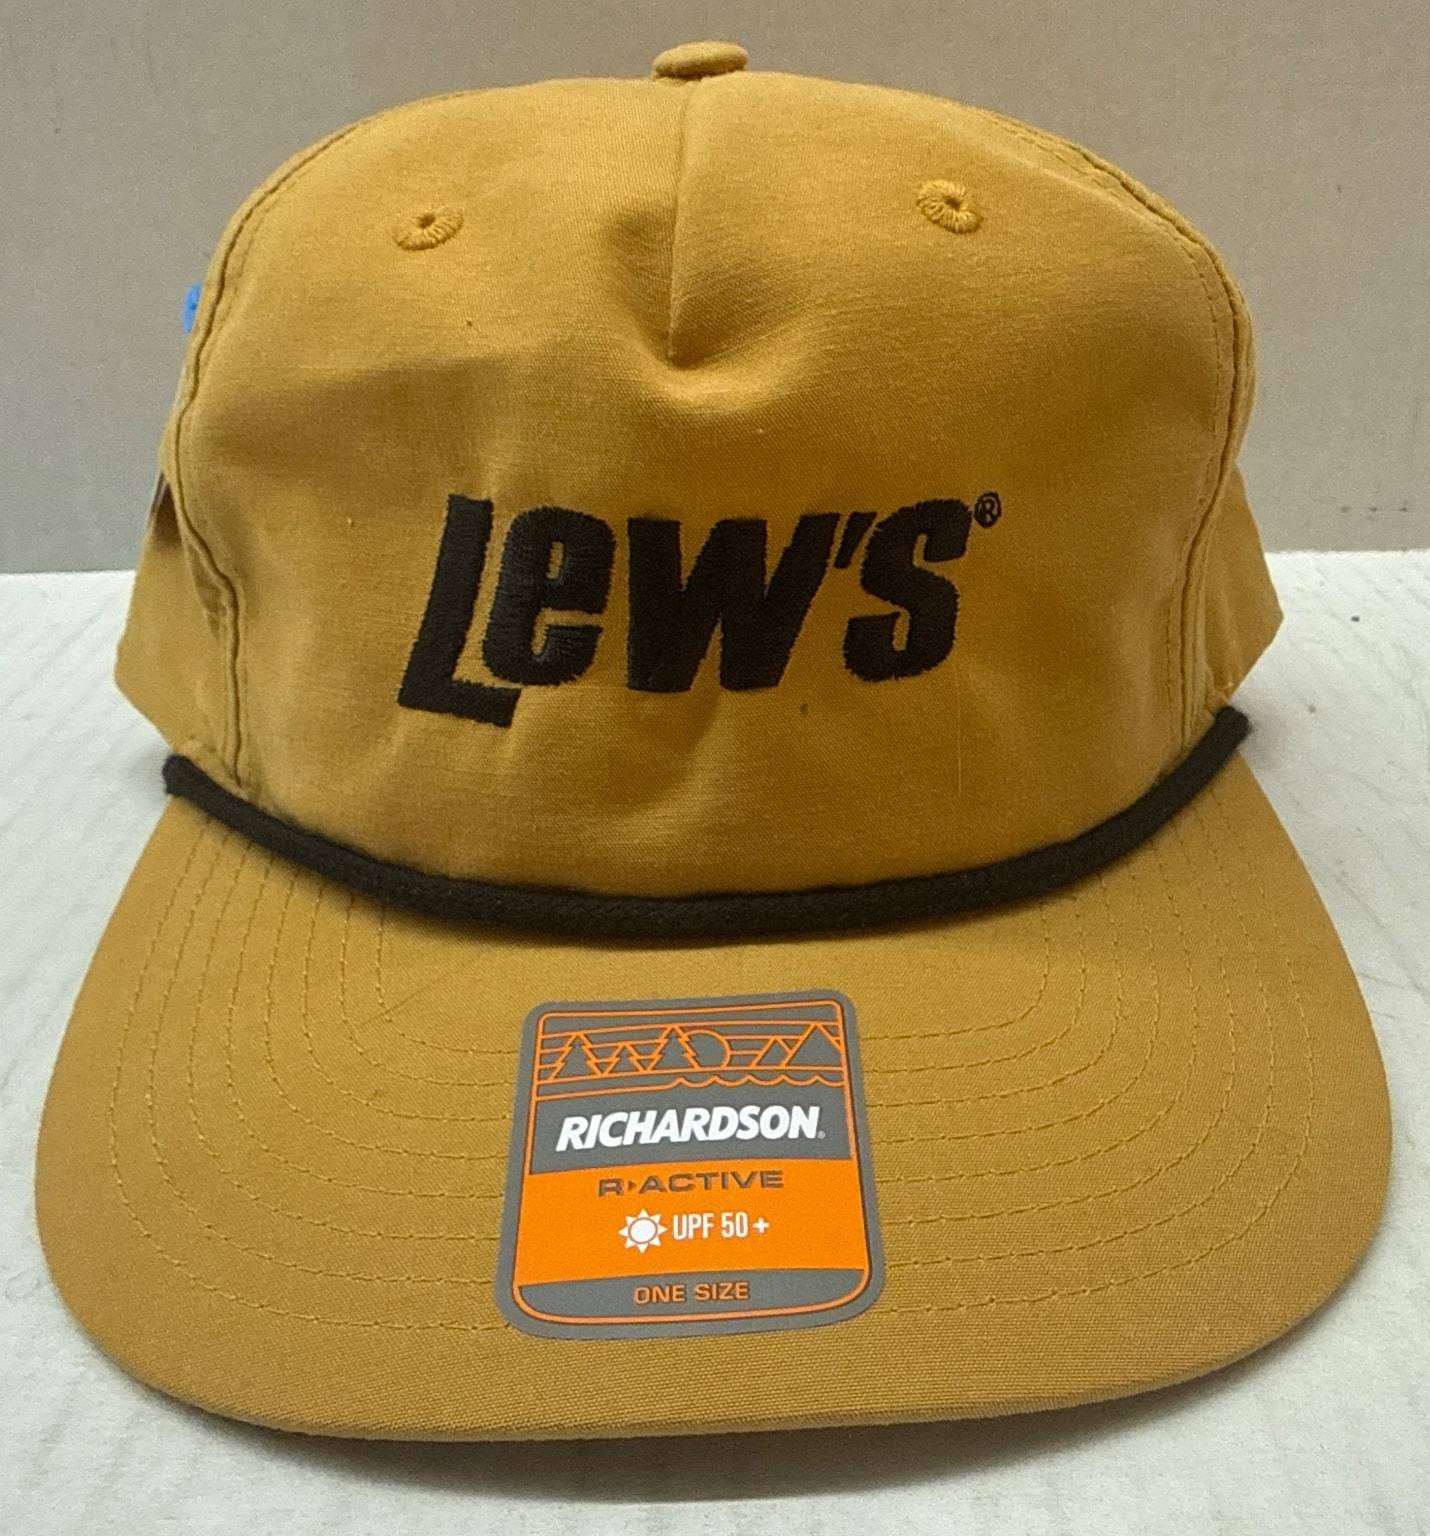 Lew's®
RICHARDSON®
R▸ACTIVE
UPF 50+
ONE SIZE